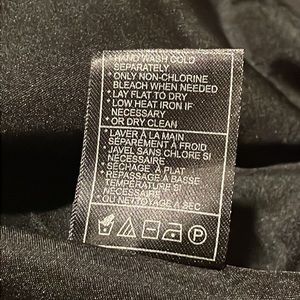 • HAND WASH COLD
SEPARATELY
• ONLY NON-CHLORINE
BLEACH WHEN NEEDED
• LAY FLAT TO DRY
• LOW HEAT IRON IF
NECESSARY
• OR DRY CLEAN
• LAVER À LA MAIN
SEPARÉMENT À FROID
• JAVEL SANS CHLORE SI
NÉCESSAIRE
• SÉCHAGE À PLAT
• REPASSAGE À BASSE
TEMPÉRATURE SI
NÉCESSAIRE
• OU NETTOYAGE À SEC
P